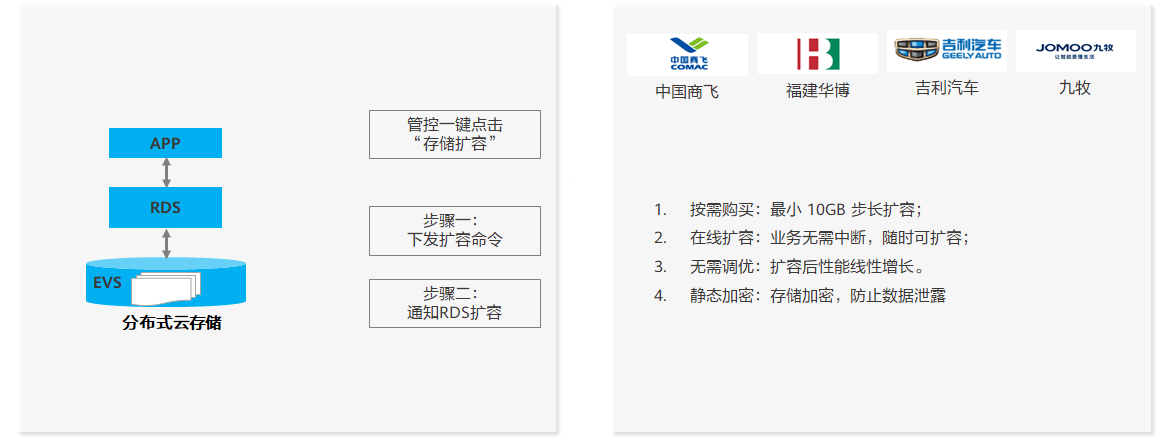 APP
RDS
EVS
分布式云存储
管控一键点击
“存储扩容”
步骤一：
下发扩容命令
步骤二：
通知RDS扩容
中国商飞
COMAC
中国商飞
福建华博
吉利汽车
GEELY AUTO
吉利汽车
JOMOO九牧
让智能更懂生活
九牧
1. 按需购买：最小 10GB 步长扩容；
2. 在线扩容：业务无需中断，随时可扩容；
3. 无需调优：扩容后性能线性增长。
4. 静态加密：存储加密，防止数据泄露